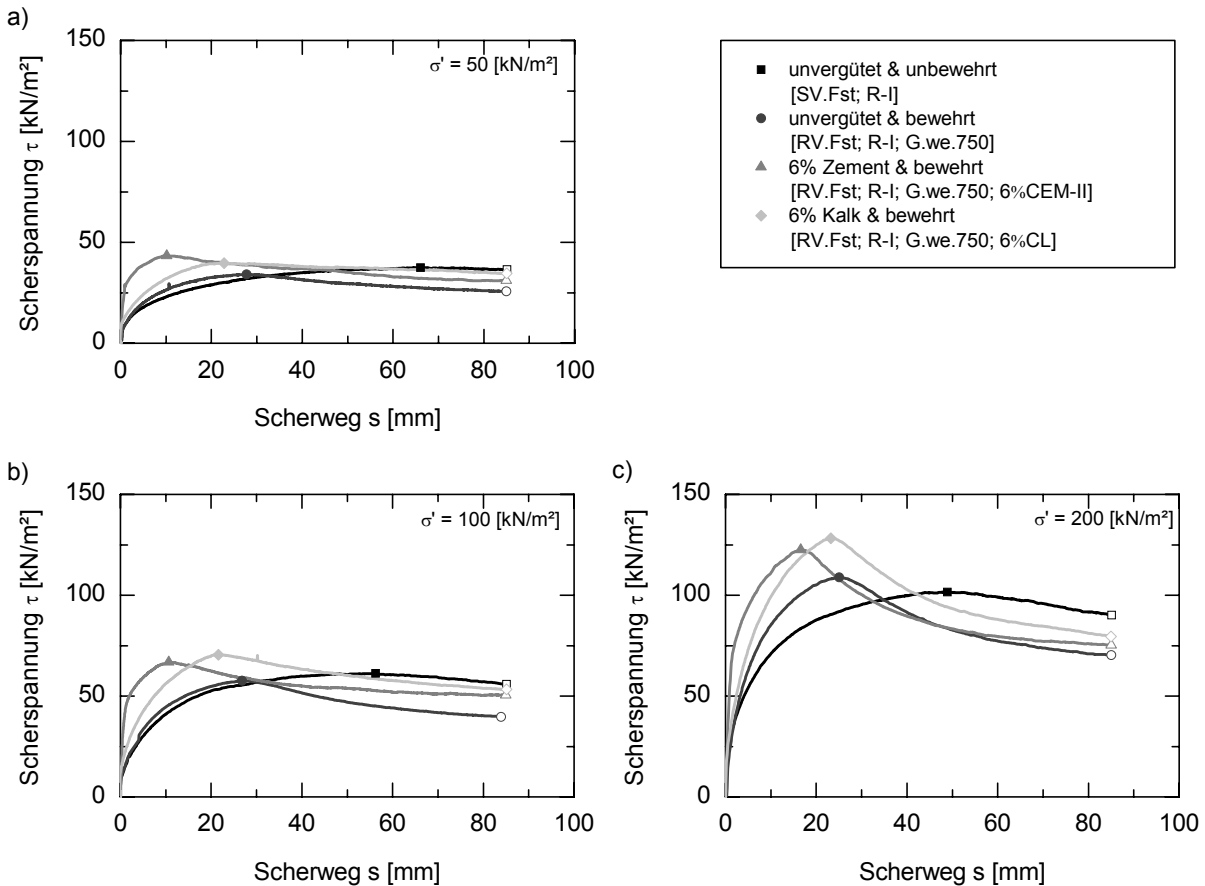 a)
150
100
50
0
0 20 40 60 80 100
Scherspannung τ [kN/m²]
Scherweg s [mm]
σ' = 50 [kN/m²]
unvergütet & unbewehrt
[SV.Fst; R-I]
unvergütet & bewehrt
[RV.Fst; R-I; G.we.750]
6% Zement & bewehrt
[RV.Fst; R-I; G.we.750; 6%CEM-II]
6% Kalk & bewehrt
[RV.Fst; R-I; G.we.750; 6%CL]
b)
150
100
50
0
0 20 40 60 80 100
Scherspannung τ [kN/m²]
Scherweg s [mm]
σ' = 100 [kN/m²]
c)
150
100
50
0
0 20 40 60 80 100
Scherspannung τ [kN/m²]
Scherweg s [mm]
σ' = 200 [kN/m²]